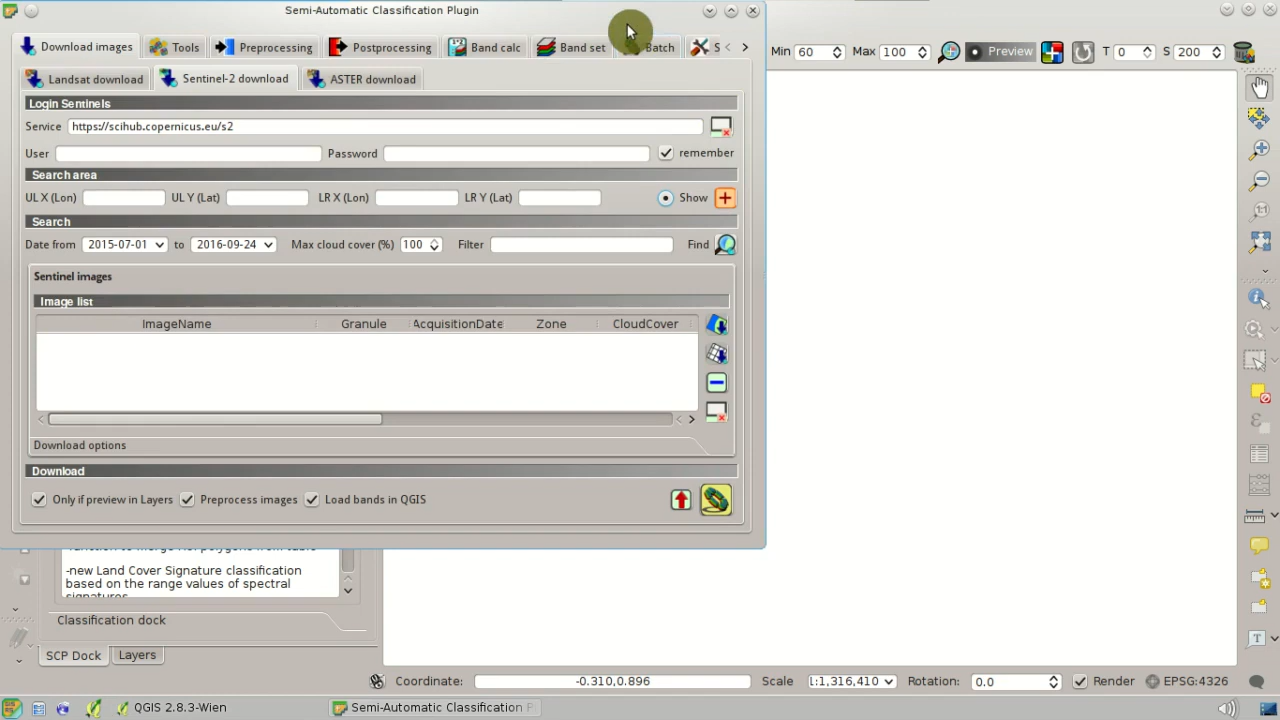 Semi-Automatic Classification Plugin
Download images Tools Preprocessing Postprocessing Band calc Band set Batch S
Min 60 Max 100 Preview T 0 S 200
Landsat download Sentinel-2 download ASTER download
Login Sentinels
Service https://scihub.copernicus.eu/s2
User Password remember
Search area
UL X (Lon) UL Y (Lat) LR X (Lon) LR Y (Lat) Show
Search
Date from 2015-07-01 to 2016-09-24 Max cloud cover (%) 100 Filter Find
Sentinel images
Image list
ImageName Granule AcquisitionDate Zone CloudCover
Download options
Download
Only if preview in Layers Preprocess images Load bands in QGIS
-new Land Cover Signature classification
based on the range values of spectral
signatures
Classification dock
SCP Dock Layers
Coordinate: -0.310,0.896 Scale 1:1,316,410 Rotation: 0.0 Render EPSG:4326
QGIS 2.8.3-Wien Semi-Automatic Classification P